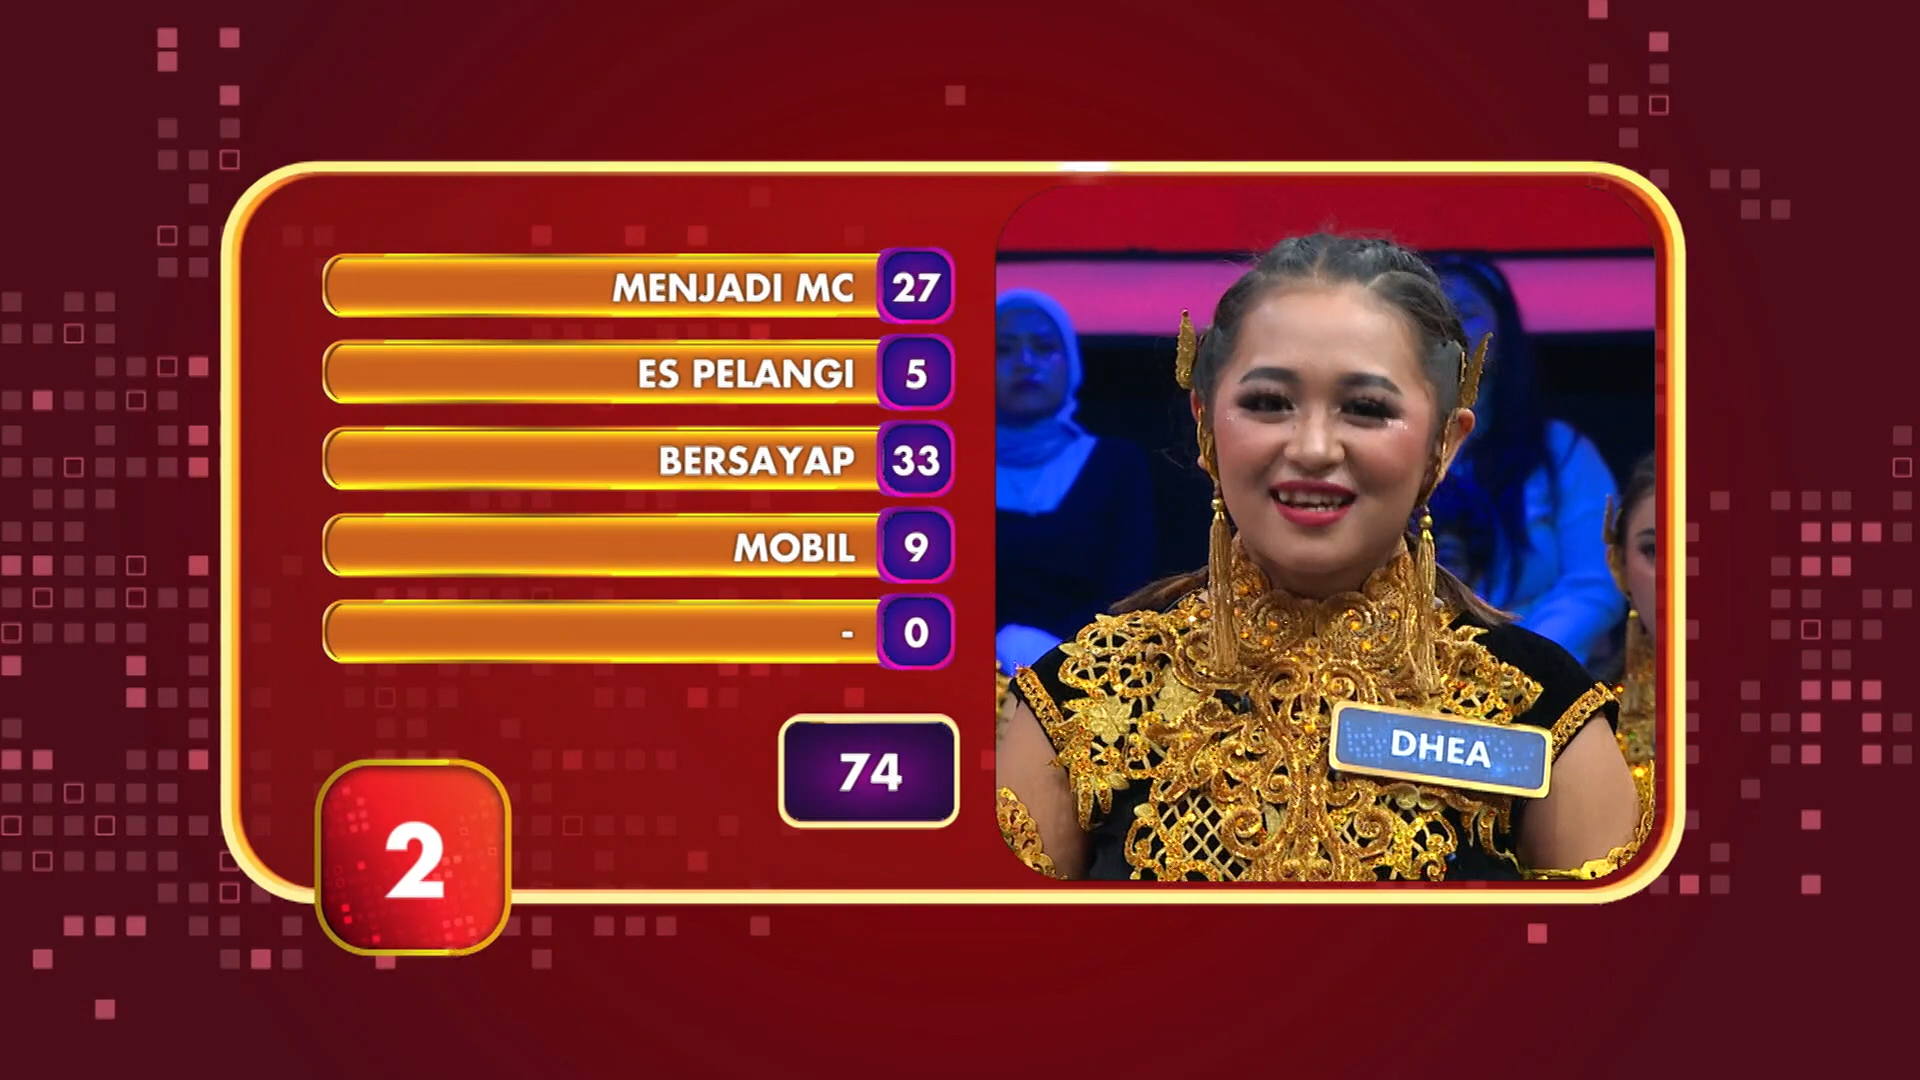 MENJADI MC 27
ES PELANGI 5
BERSAYAP 33
MOBIL 9
- 0
74
2
DHEA